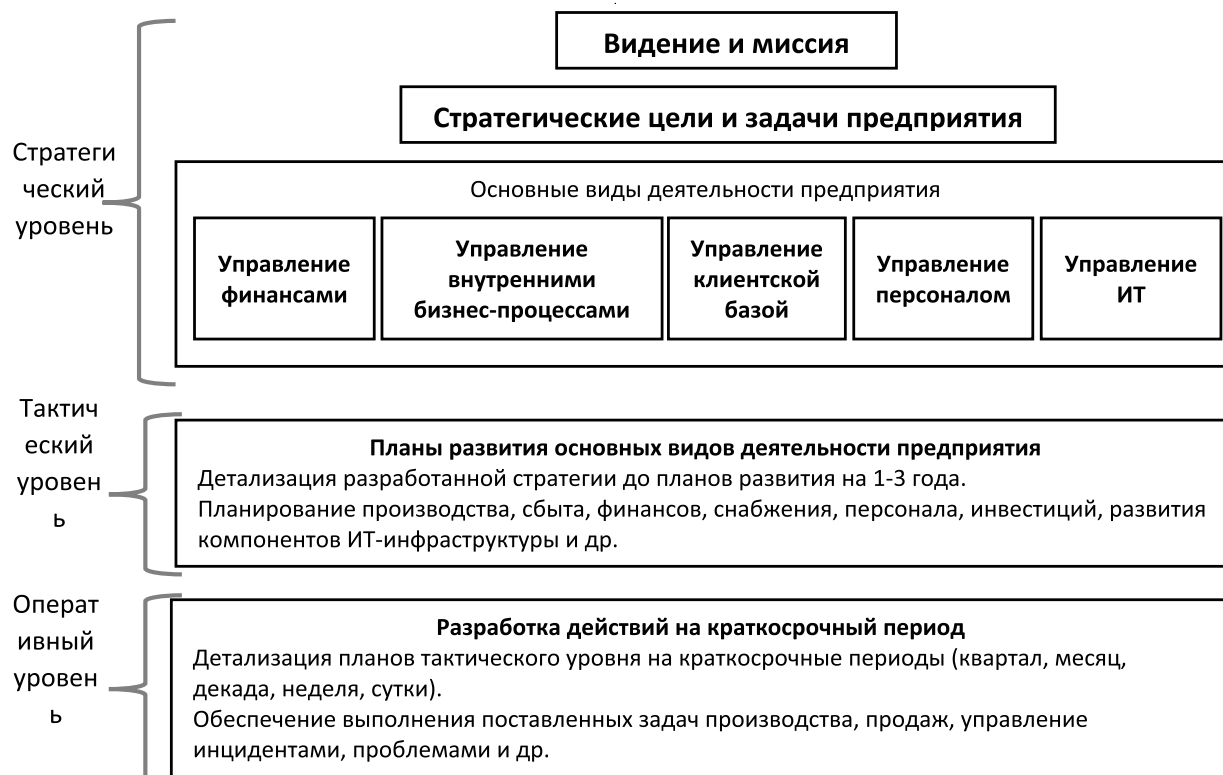 Видение и миссия
Стратегические цели и задачи предприятия
Стратеги
ческий
уровень
Основные виды деятельности предприятия
Управление
финансами
Управление
внутренними
бизнес-процессами
Управление
клиентской
базой
Управление
персоналом
Управление
ИТ
Тактич
еский
уровен
ь
Планы развития основных видов деятельности предприятия
Детализация разработанной стратегии до планов развития на 1-3 года.
Планирование производства, сбыта, финансов, снабжения, персонала, инвестиций, развития
компонентов ИТ-инфраструктуры и др.
Операт
ивный
уровен
ь
Разработка действий на краткосрочный период
Детализация планов тактического уровня на краткосрочные периоды (квартал, месяц,
декада, неделя, сутки).
Обеспечение выполнения поставленных задач производства, продаж, управление
инцидентами, проблемами и др.